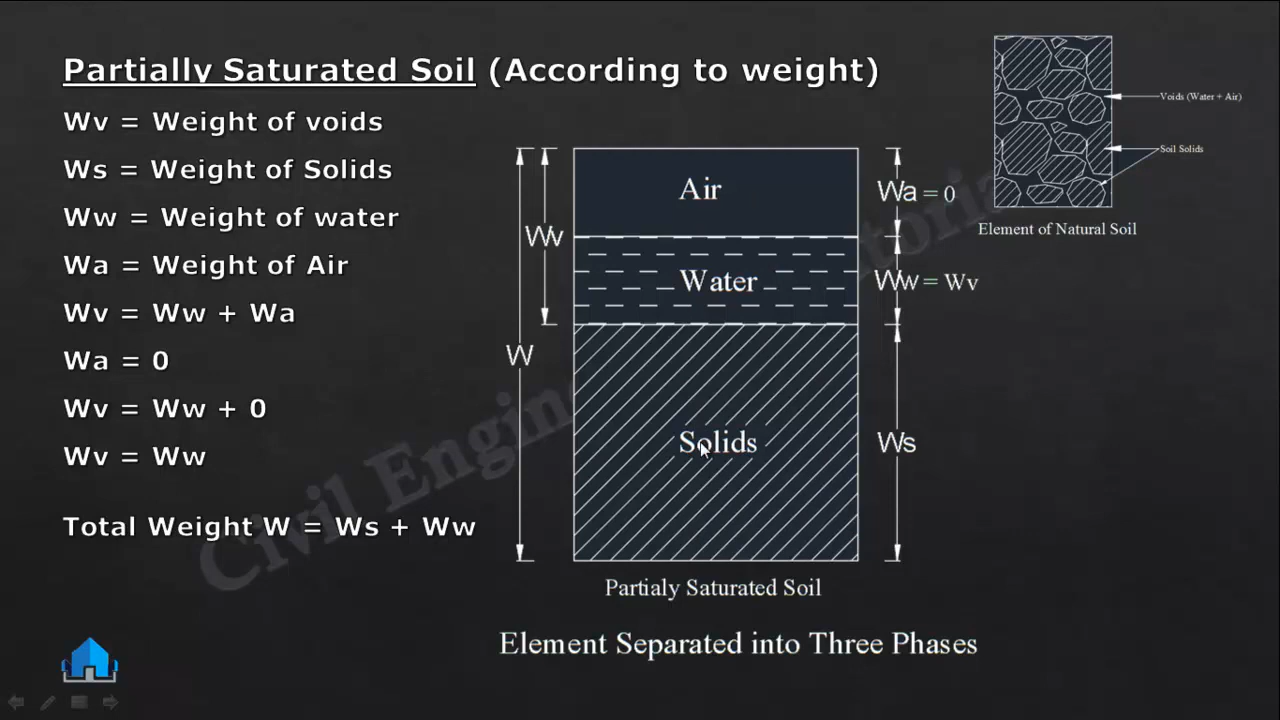 Partially Saturated Soil (According to weight)
Wv = Weight of voids
Ws = Weight of Solids
Ww = Weight of water
Wa = Weight of Air
Wv = Ww + Wa
Wa = 0
Wv = Ww + 0
Wv = Ww
Total Weight W = Ws + Ww
W
Wv
Air
Water
Solids
Wa = 0
Ww = Wv
Ws
Partialy Saturated Soil
Element Separated into Three Phases
Voids (Water + Air)
Soil Solids
Element of Natural Soil
Civil